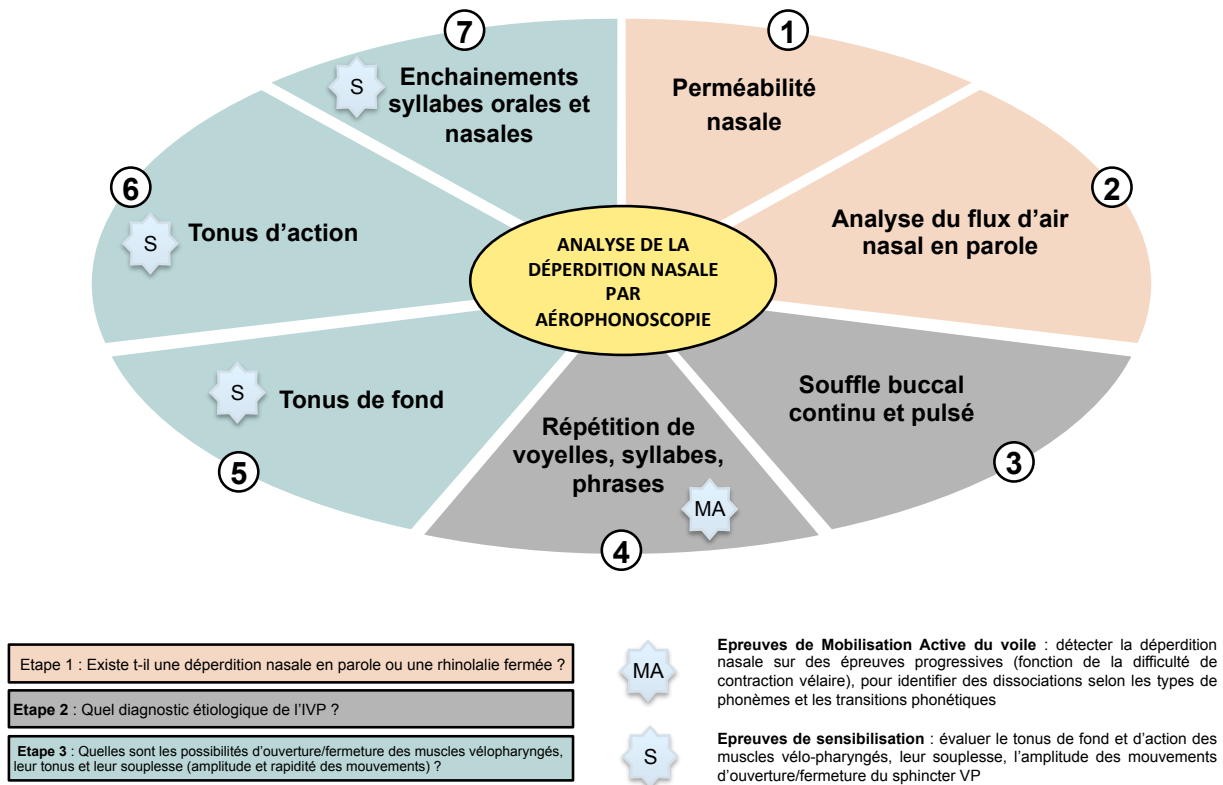 7
S
Enchainements
syllabes orales et
nasales
1
Perméabilité
nasale
6
S
Tonus d'action
2
Analyse du flux d'air
nasal en parole
ANALYSE DE LA
DÉPERDITION NASALE
PAR
AÉROPHONOSCOPIE
S
Tonus de fond
5
Répétition de
voyelles, syllabes,
phrases
MA
4
Souffle buccal
continu et pulsé
3
Etape 1 : Existe t-il une déperdition nasale en parole ou une rhinolalie fermée ?
Etape 2 : Quel diagnostic étiologique de l'IVP ?
Etape 3 : Quelles sont les possibilités d'ouverture/fermeture des muscles vélopharyngés,
leur tonus et leur souplesse (amplitude et rapidité des mouvements) ?
MA
Epreuves de Mobilisation Active du voile : détecter la déperdition
nasale sur des épreuves progressives (fonction de la difficulté de
contraction vélaire), pour identifier des dissociations selon les types de
phonèmes et les transitions phonétiques
S
Epreuves de sensibilisation : évaluer le tonus de fond et d'action des
muscles vélo-pharyngés, leur souplesse, l'amplitude des mouvements
d'ouverture/fermeture du sphincter VP